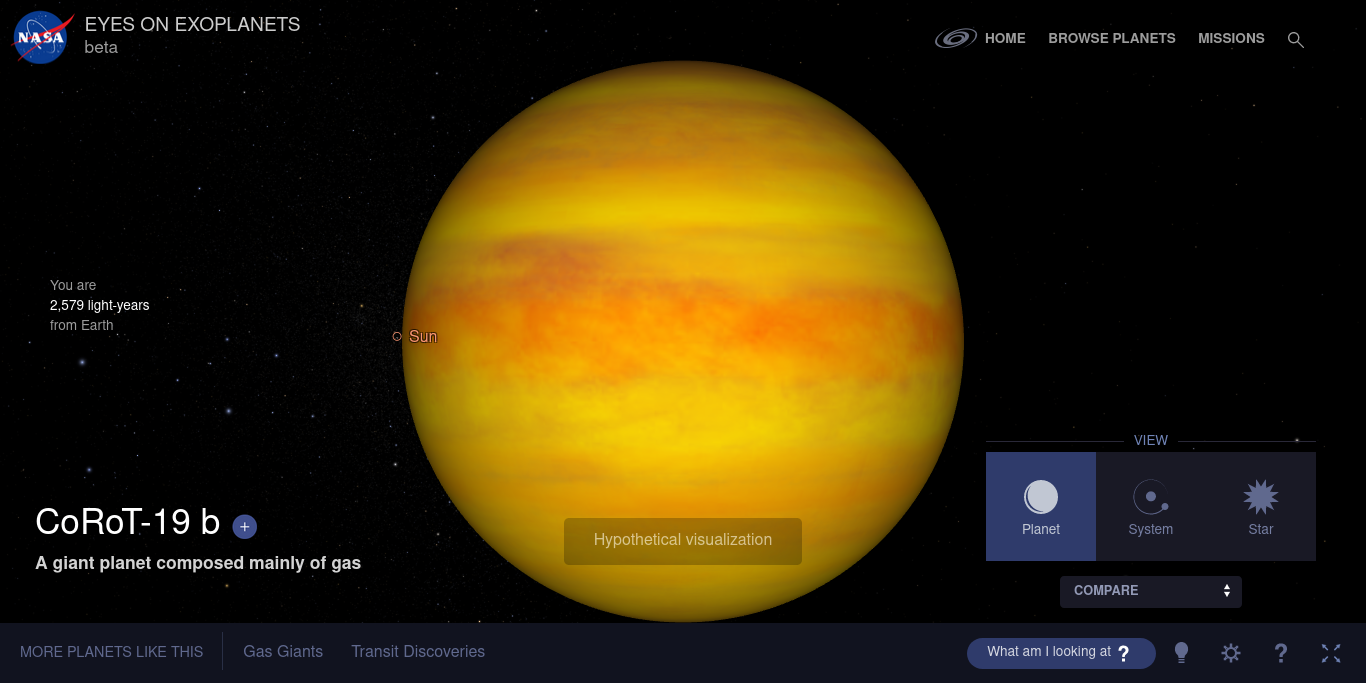 NASA
EYES ON EXOPLANETS
beta
HOME
BROWSE PLANETS
MISSIONS
You are
2,579 light-years
from Earth
Sun
VIEW
Planet
System
Star
CoRoT-19 b +
A giant planet composed mainly of gas
Hypothetical visualization
COMPARE
MORE PLANETS LIKE THIS
Gas Giants
Transit Discoveries
What am I looking at ?
?